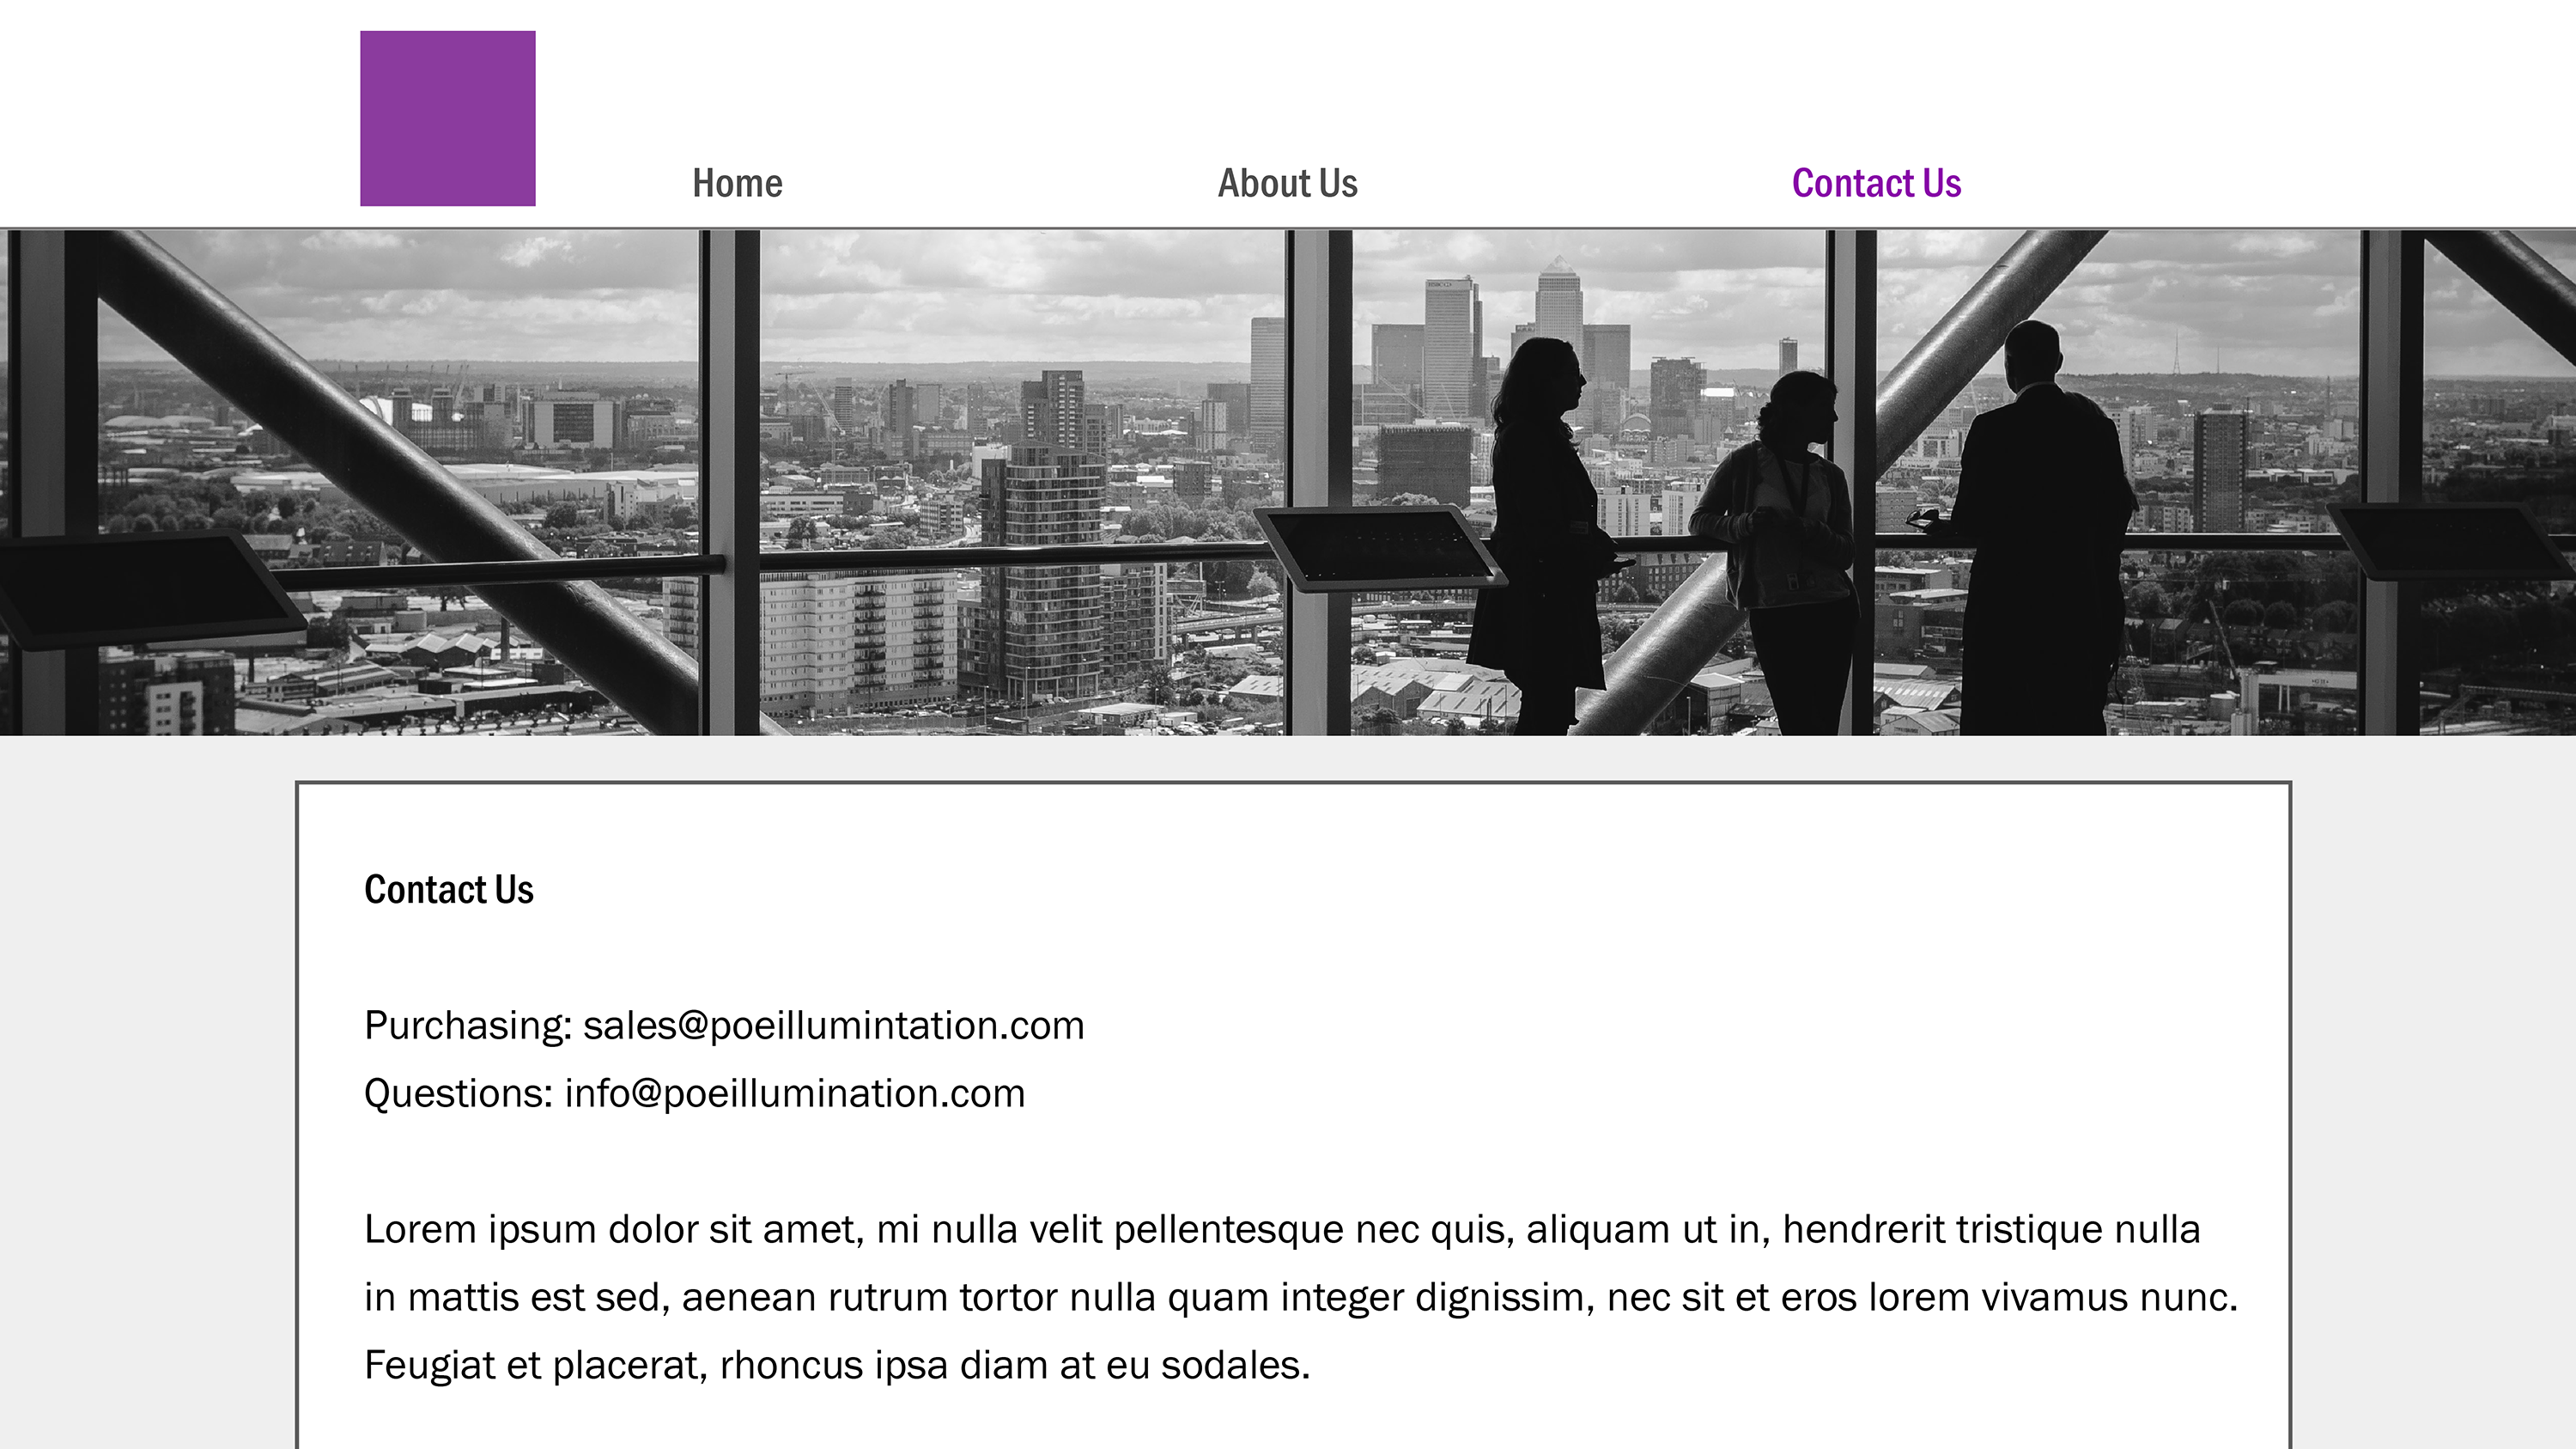 Home
About Us
Contact Us
HSBC
Contact Us
Purchasing: sales@poeillumintation.com
Questions: info@poeillumination.com
Lorem ipsum dolor sit amet, mi nulla velit pellentesque nec quis, aliquam ut in, hendrerit tristique nulla
in mattis est sed, aenean rutrum tortor nulla quam integer dignissim, nec sit et eros lorem vivamus nunc.
Feugiat et placerat, rhoncus ipsa diam at eu sodales.